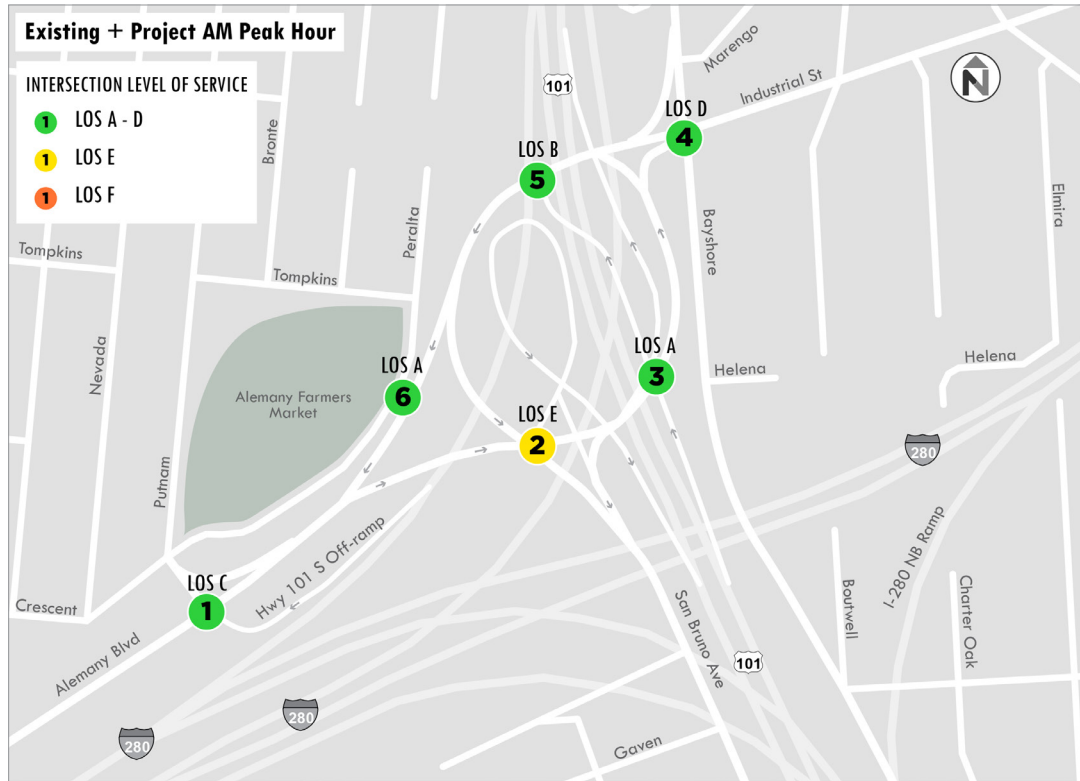 Existing + Project AM Peak Hour
INTERSECTION LEVEL OF SERVICE
1 LOS A - D
1 LOS E
1 LOS F
N
101
Marengo
Industrial St
LOS D
4
LOS B
5
Bronte
Peralta
Elmira
Bayshore
Tompkins
Tompkins
Nevada
LOS A
3
Helena
Helena
LOS A
6
Alemany Farmers
Market
LOS E
2
280
Putnam
Hwy 101 S Off-ramp
I-280 NB Ramp
LOS C
1
Crescent
Alemany Blvd
San Bruno Ave
Boutwell
Charter Oak
101
280
280
Gaven